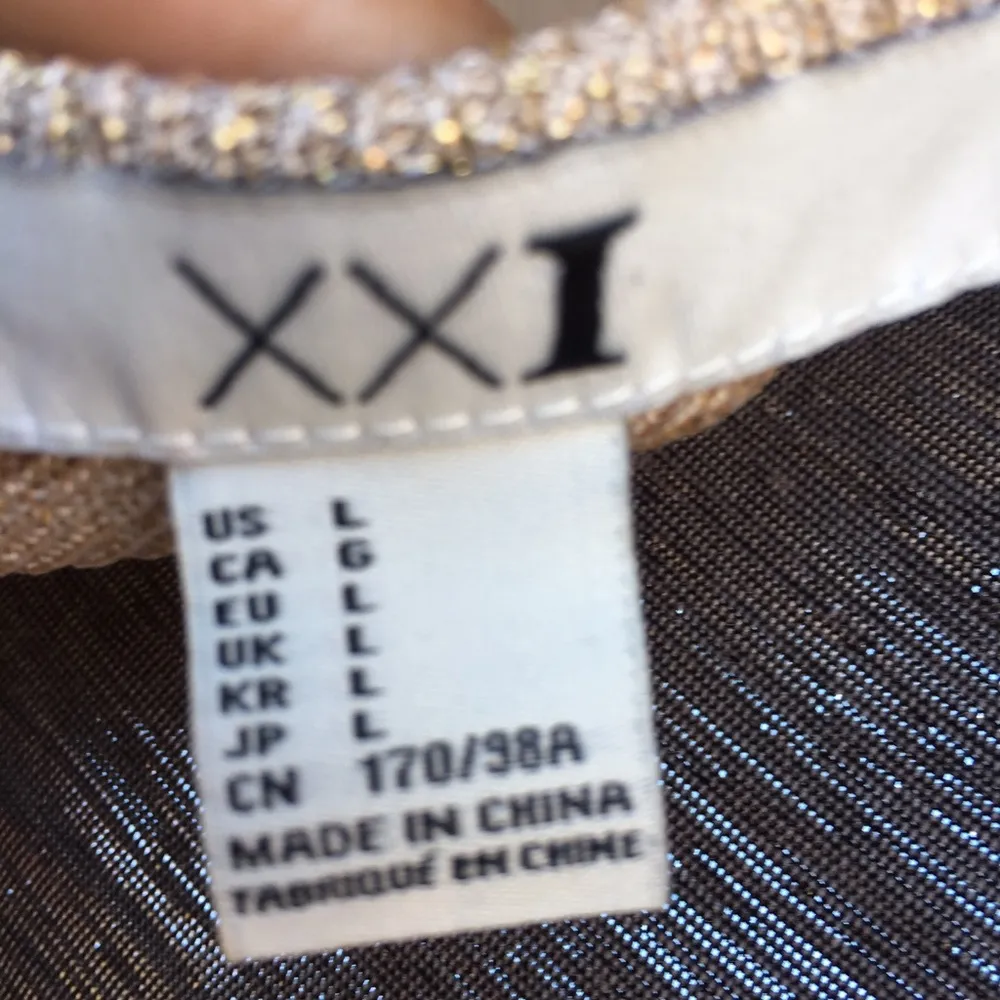 XXI
US L
CA G
EU L
UK L
KR L
JP L
CN 170/98A
MADE IN CHINA
FABRIQUÉ EN CHINE